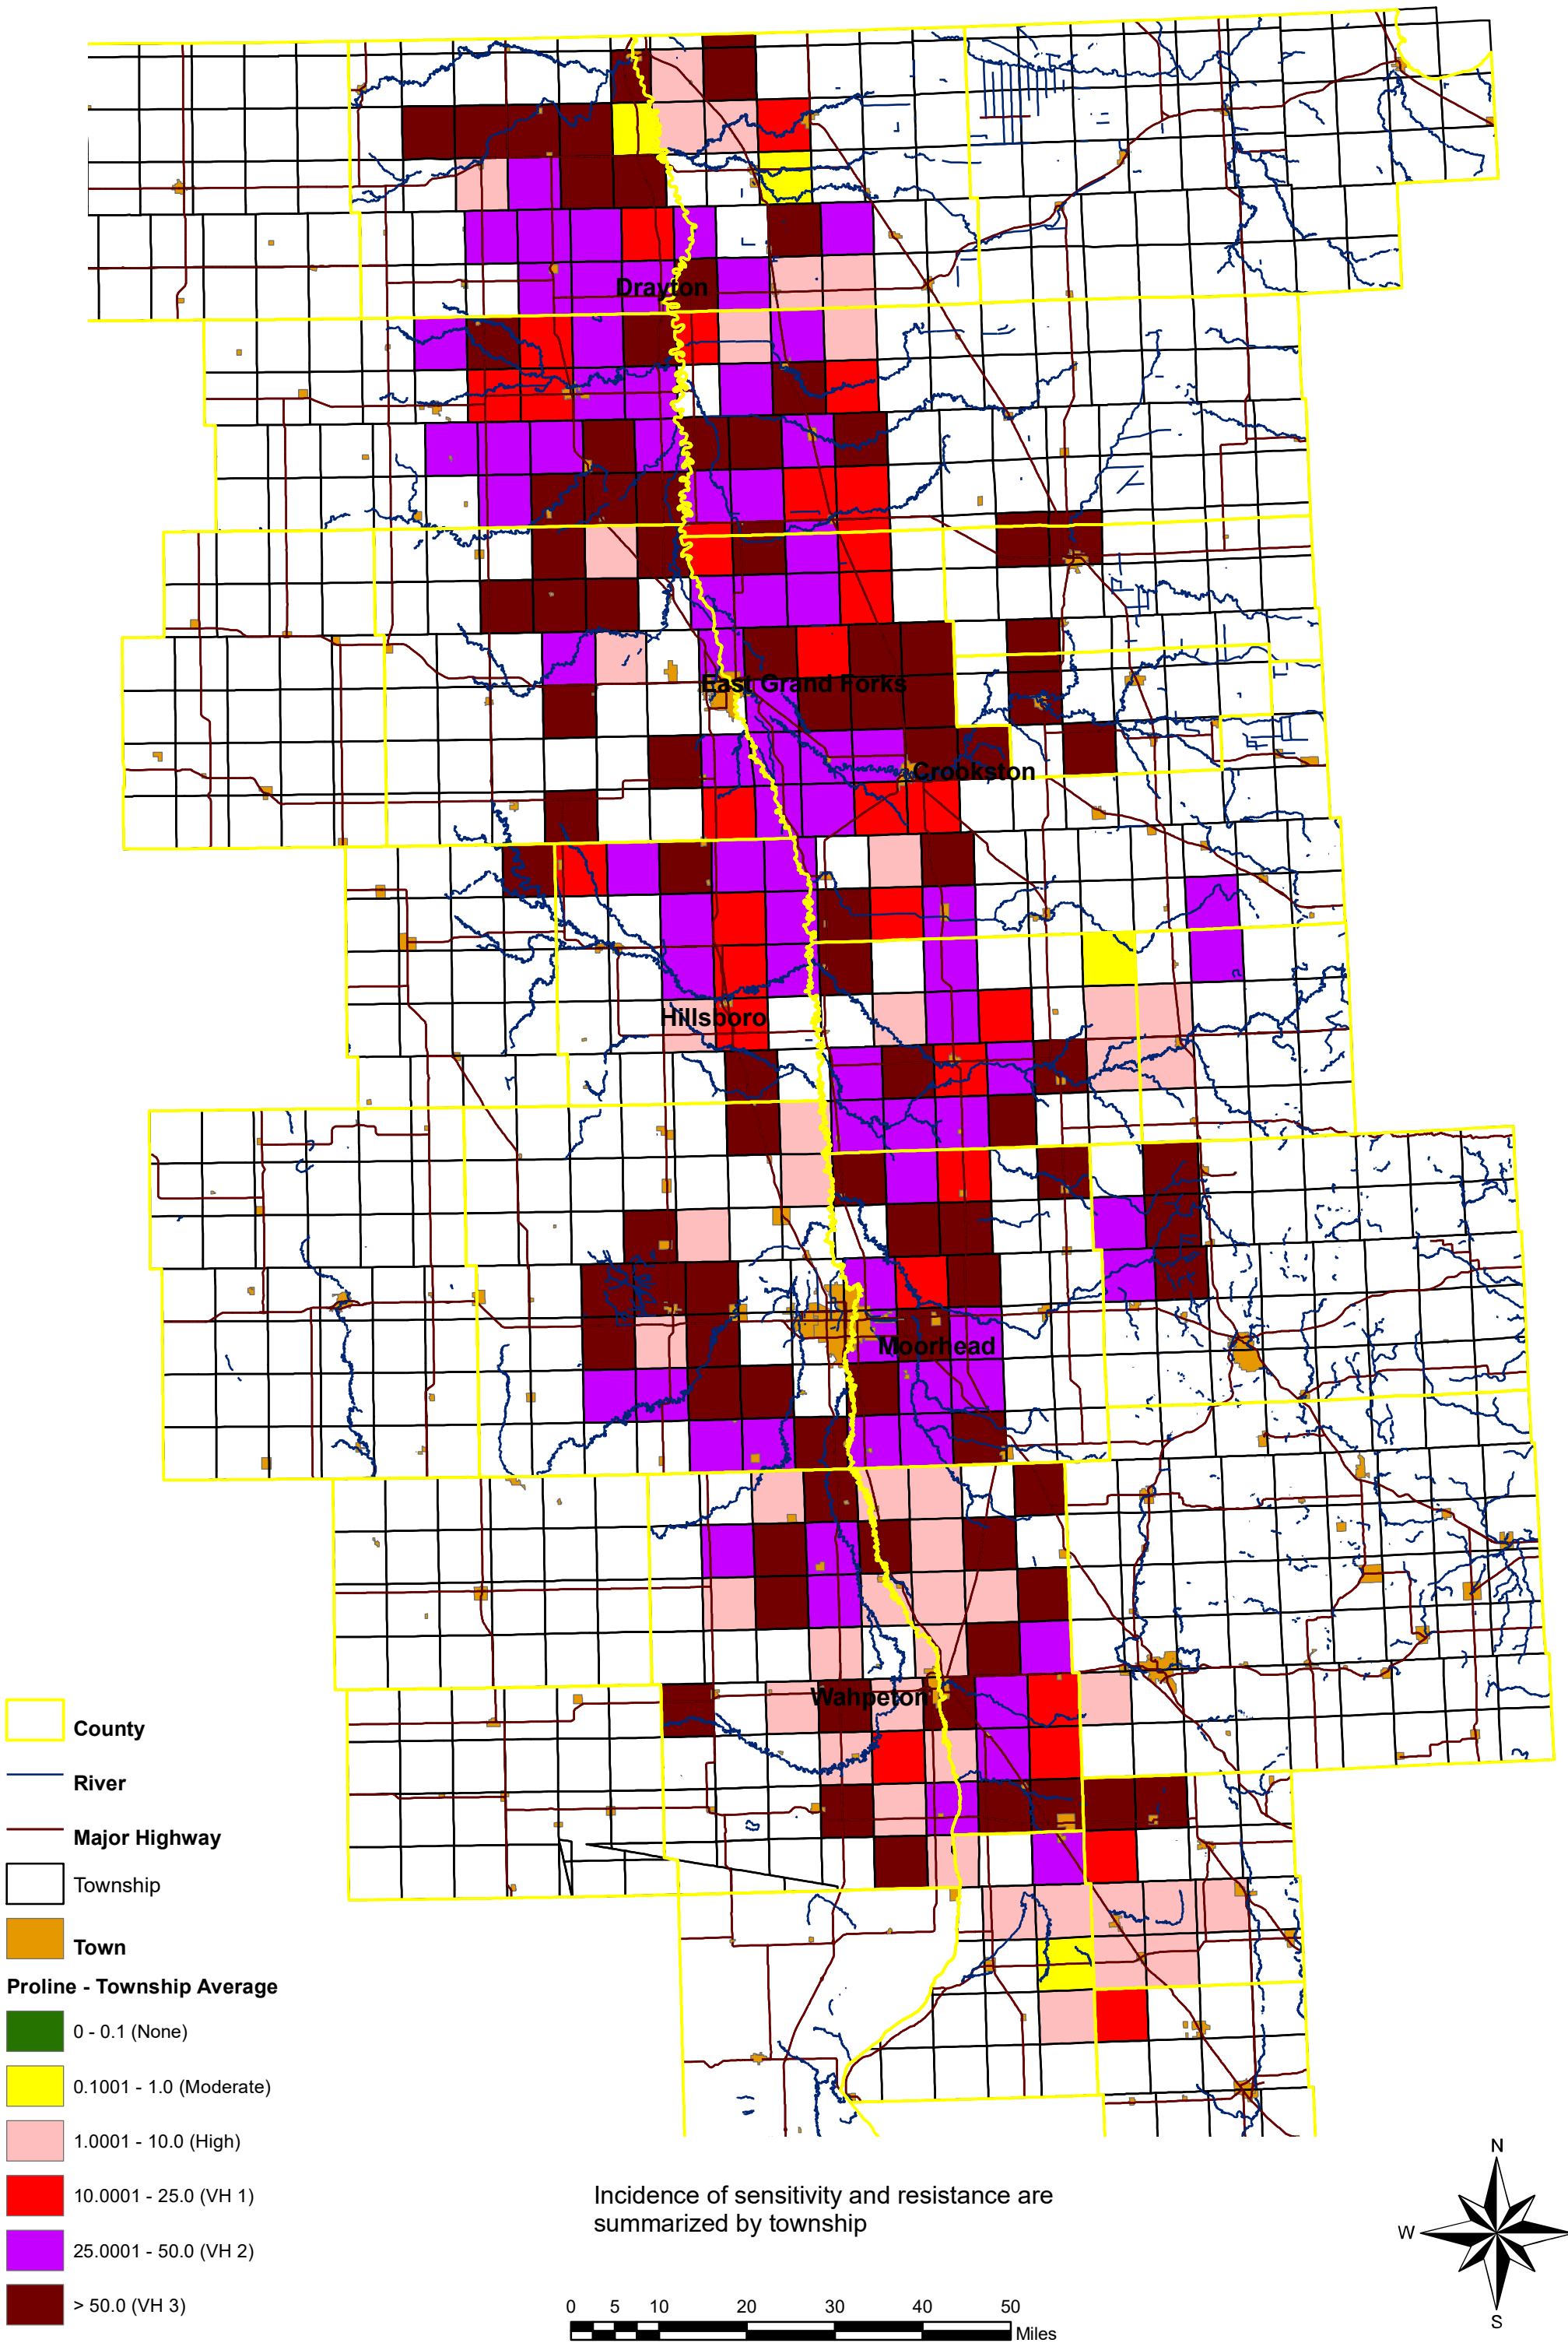 Drayton
East Grand Forks
Crookston
Hillsboro
Moorhead
Wahpeton
County
River
Major Highway
Township
Town
Proline - Township Average
0 - 0.1 (None)
0.1001 - 1.0 (Moderate)
1.0001 - 10.0 (High)
10.0001 - 25.0 (VH 1)
25.0001 - 50.0 (VH 2)
> 50.0 (VH 3)
Incidence of sensitivity and resistance are
summarized by township
0 5 10 20 30 40 50
Miles
N
W
S